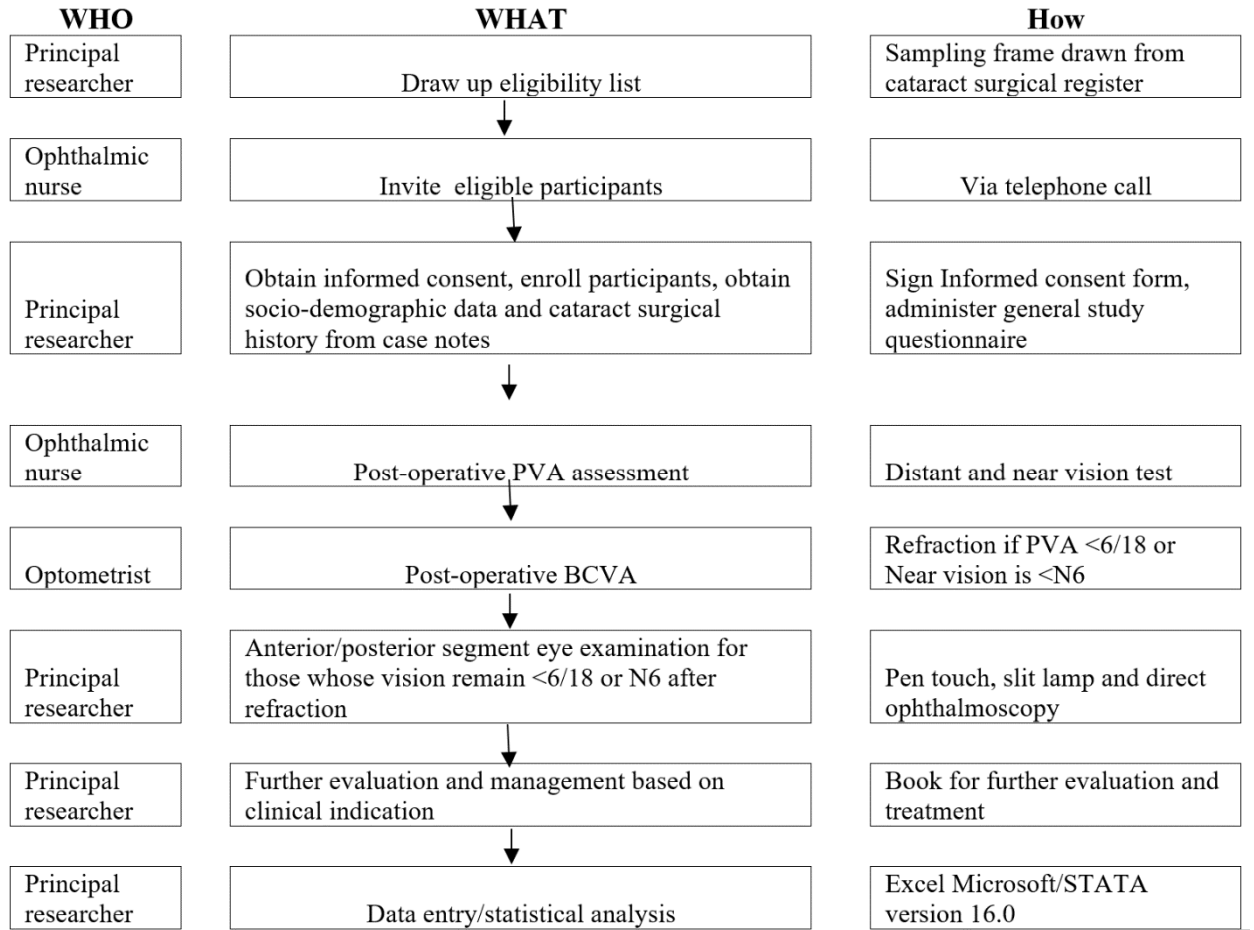 WHO WHAT How
Principal
researcher
Draw up eligibility list
Sampling frame drawn from
cataract surgical register
Ophthalmic
nurse
Invite eligible participants
Via telephone call
Principal
researcher
Obtain informed consent, enroll participants, obtain
socio-demographic data and cataract surgical
history from case notes
Sign Informed consent form,
administer general study
questionnaire
Ophthalmic
nurse
Post-operative PVA assessment
Distant and near vision test
Optometrist
Post-operative BCVA
Refraction if PVA <6/18 or
Near vision is <N6
Principal
researcher
Anterior/posterior segment eye examination for
those whose vision remain <6/18 or N6 after
refraction
Pen touch, slit lamp and direct
ophthalmoscopy
Principal
researcher
Further evaluation and management based on
clinical indication
Book for further evaluation and
treatment
Principal
researcher
Data entry/statistical analysis
Excel Microsoft/STATA
version 16.0